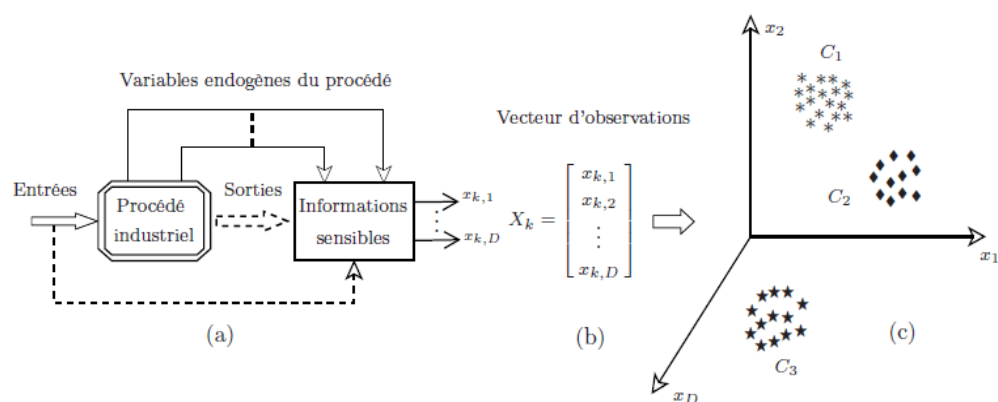 Variables endogènes du procédé
Entrées
Procédé
industriel
Sorties
Informations
sensibles
x_{k,1}
⋮
x_{k,D}
(a)
Vecteur d'observations
X_k =
x_{k,1}
x_{k,2}
⋮
x_{k,D}
(b)
x_2
C_1
C_2
x_1
C_3
x_D
(c)